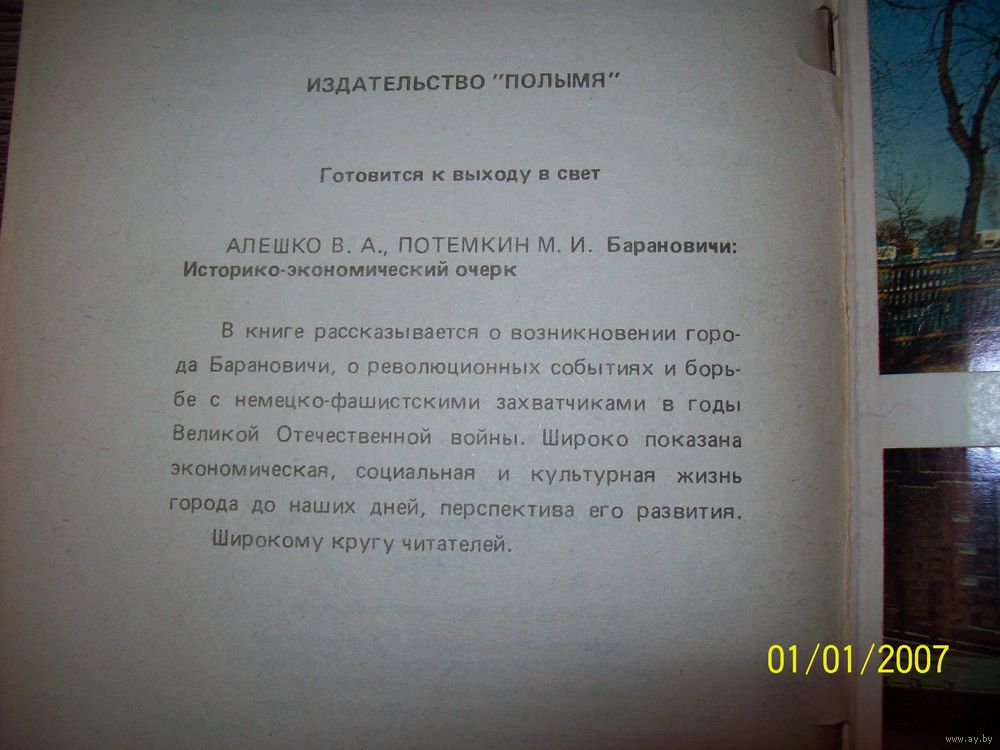 ИЗДАТЕЛЬСТВО "ПОЛЫМЯ"
Готовится к выходу в свет
АЛЕШКО В. А., ПОТЕМКИН М. И. Барановичи:
Историко-экономический очерк
В книге рассказывается о возникновении горо-
да Барановичи, о революционных событиях и борь-
бе с немецко-фашистскими захватчиками в годы
Великой Отечественной войны. Широко показана
экономическая, социальная и культурная жизнь
города до наших дней, перспектива его развития.
Широкому кругу читателей.
01/01/2007
www.ay.by